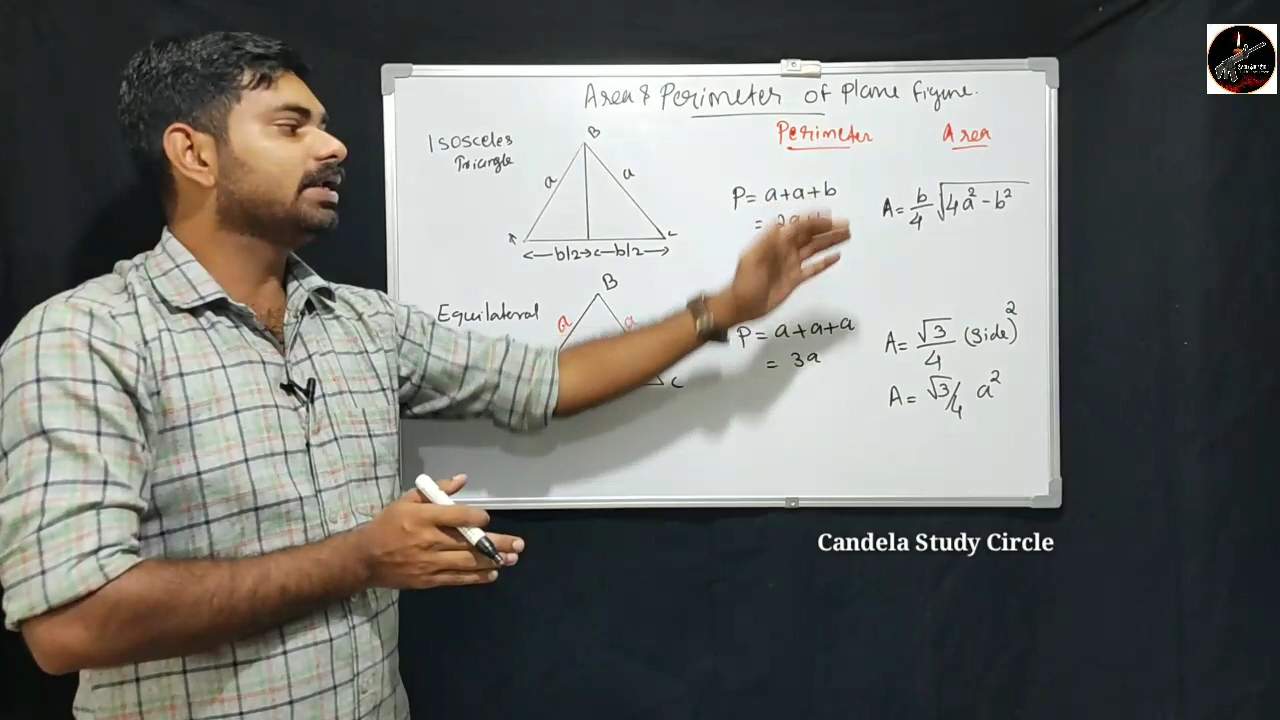 Area & Perimeter of plane figure.
Perimeter
Area
Isosceles
Triangle
B
a
a
P = a+a+b
A = b/4 √(4a² - b²)
b/2
b/2
Equilateral
B
a
a
C
P = a+a+a
= 3a
A = √3/4 (Side)²
A = √3/4 a²
Candela Study Circle